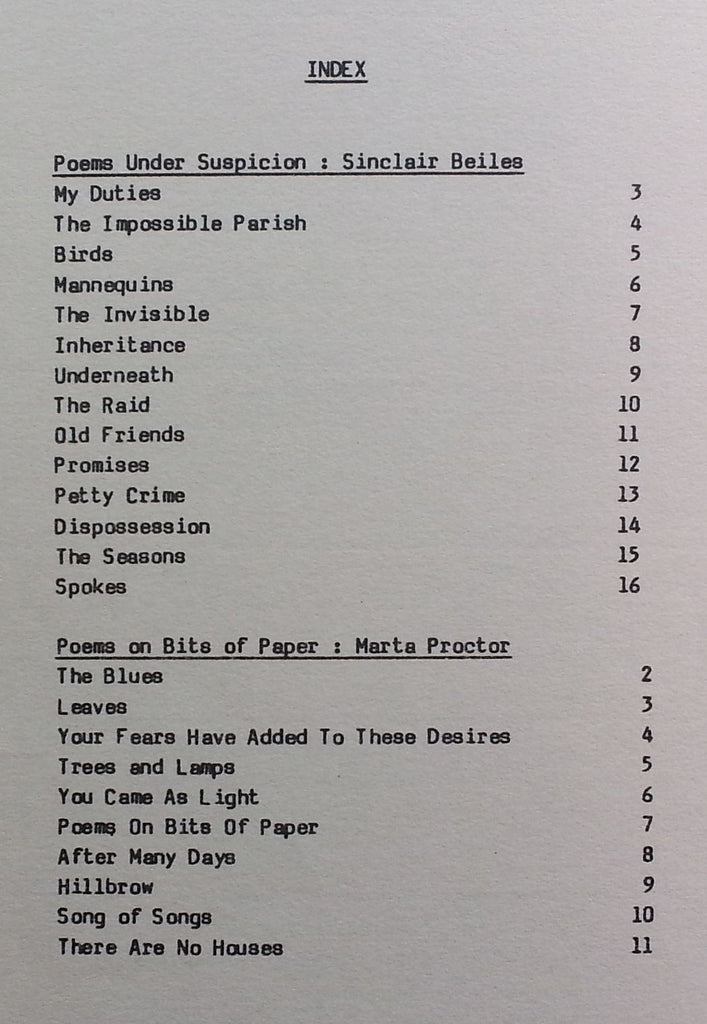 INDEX
Poems Under Suspicion : Sinclair Beiles
My Duties 3
The Impossible Parish 4
Birds 5
Mannequins 6
The Invisible 7
Inheritance 8
Underneath 9
The Raid 10
Old Friends 11
Promises 12
Petty Crime 13
Dispossession 14
The Seasons 15
Spokes 16
Poems on Bits of Paper : Marta Proctor
The Blues 2
Leaves 3
Your Fears Have Added To These Desires 4
Trees and Lamps 5
You Came As Light 6
Poems On Bits Of Paper 7
After Many Days 8
Hillbrow 9
Song of Songs 10
There Are No Houses 11